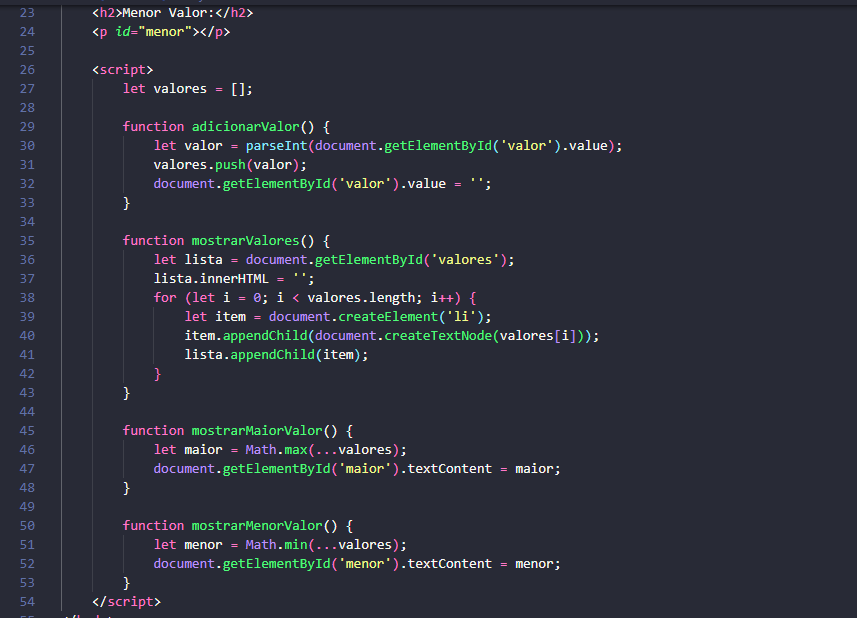 23 <h2>Menor Valor:</h2>
24 <p id="menor"></p>
25
26 <script>
27 let valores = [];
28
29 function adicionarValor() {
30 let valor = parseInt(document.getElementById('valor').value);
31 valores.push(valor);
32 document.getElementById('valor').value = '';
33 }
34
35 function mostrarValores() {
36 let lista = document.getElementById('valores');
37 lista.innerHTML = '';
38 for (let i = 0; i < valores.length; i++) {
39 let item = document.createElement('li');
40 item.appendChild(document.createTextNode(valores[i]));
41 lista.appendChild(item);
42 }
43 }
44
45 function mostrarMaiorValor() {
46 let maior = Math.max(...valores);
47 document.getElementById('maior').textContent = maior;
48 }
49
50 function mostrarMenorValor() {
51 let menor = Math.min(...valores);
52 document.getElementById('menor').textContent = menor;
53 }
54 </script>